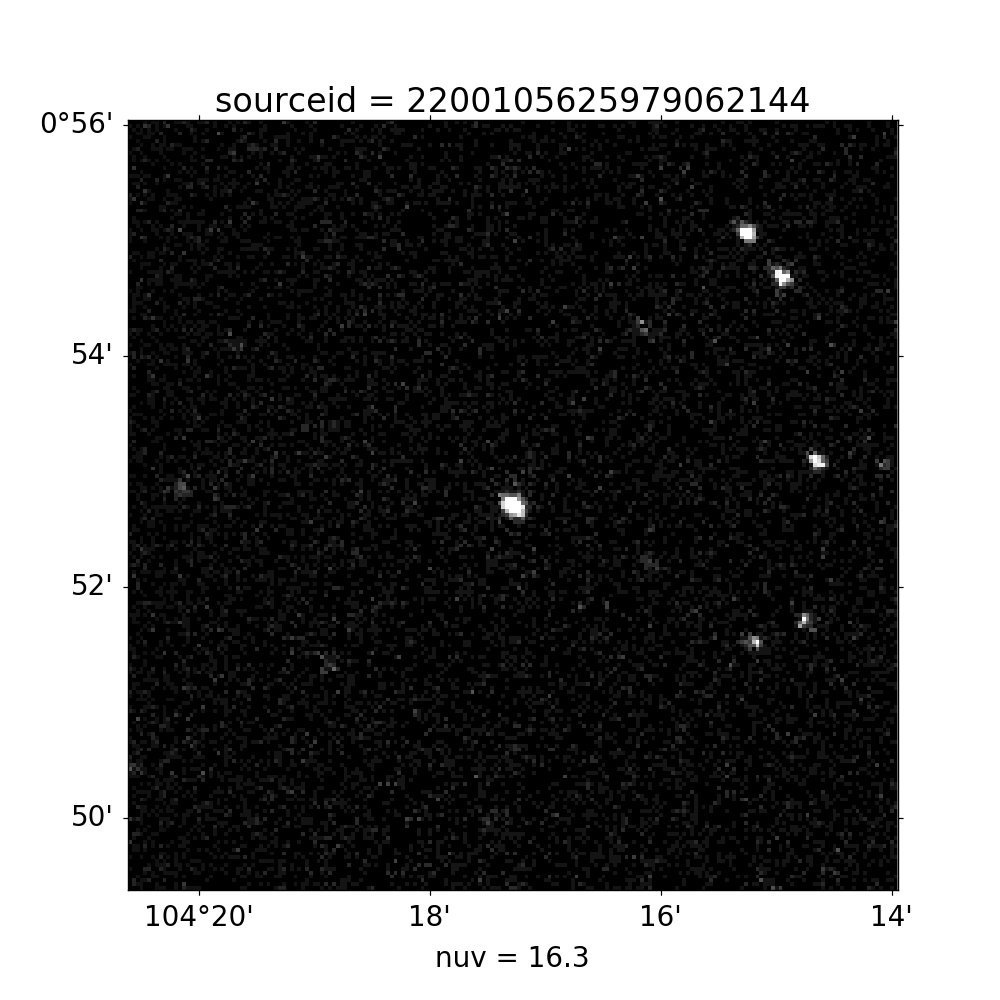 sourceid = 2200105625979062144
0°56'
54'
52'
50'
104°20' 18' 16' 14'
nuv = 16.3